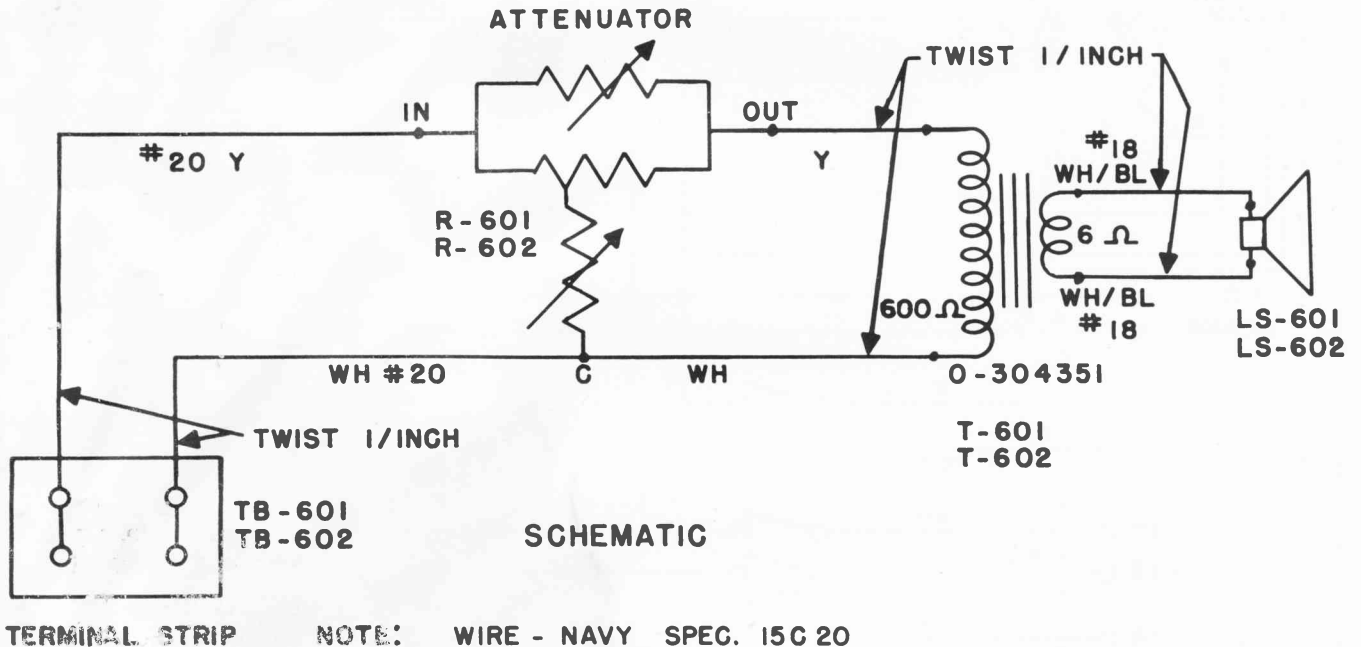 ATTENUATOR
TWIST 1/INCH
IN
OUT
#20 Y
Y
#18
WH/BL
R-601
R-602
6 Ω
600 Ω
WH/BL
#18
LS-601
LS-602
WH #20
C
WH
O-304351
TWIST 1/INCH
T-601
T-602
TB-601
TB-602
SCHEMATIC
TERMINAL STRIP
NOTE: WIRE - NAVY SPEC. 15C20